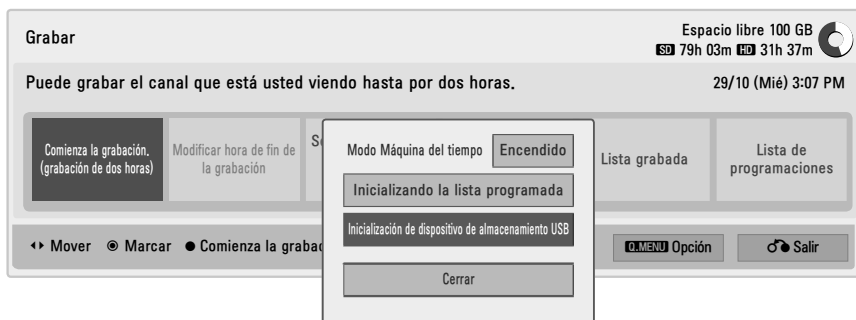 Grabar
Espacio libre 100 GB
SD 79h 03m HD 31h 37m
Puede grabar el canal que está usted viendo hasta por dos horas.
29/10 (Mié) 3:07 PM
Comienza la grabación.
(grabación de dos horas)
Modificar hora de fin de
la grabación
Modo Máquina del tiempo Encendido
Inicializando la lista programada
Inicialización de dispositivo de almacenamiento USB
Cerrar
Lista grabada
Lista de
programaciones
Mover Marcar Comienza la
Q.MENU Opción Salir